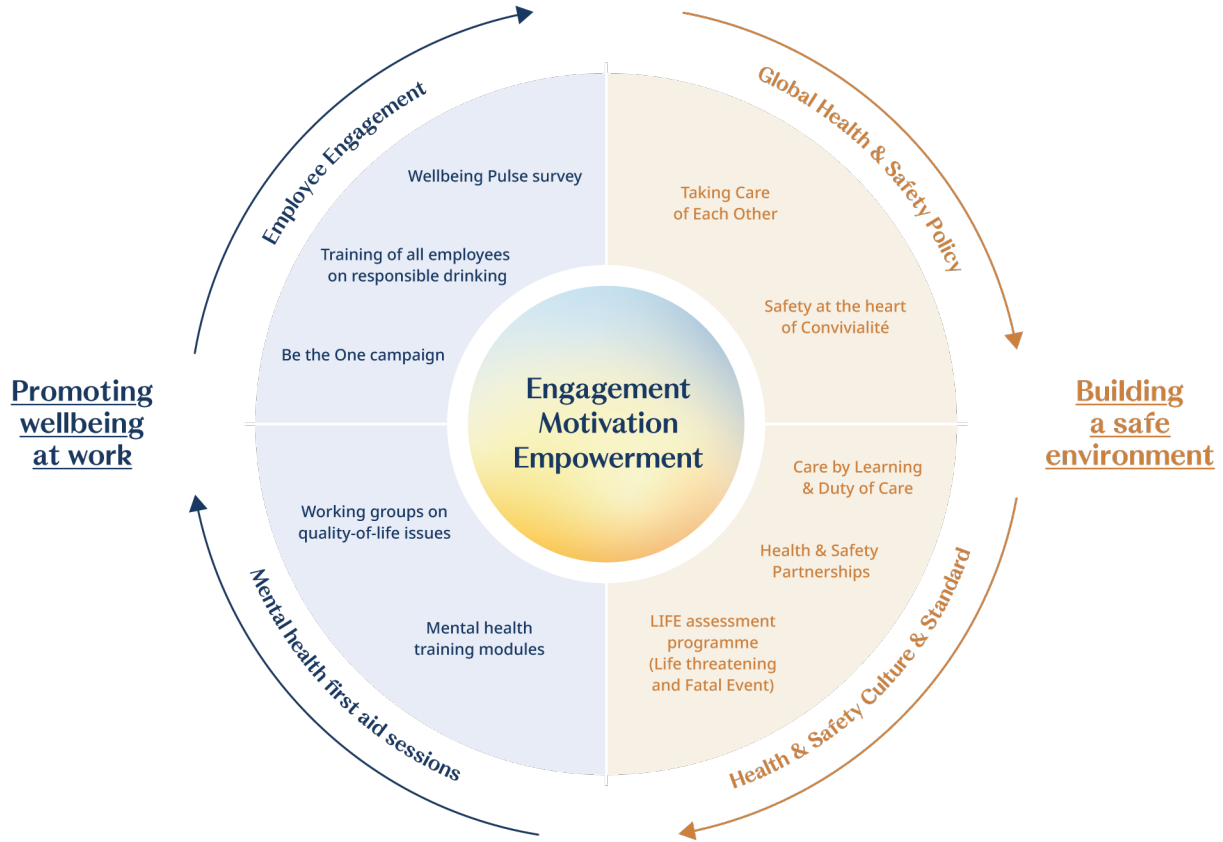 Employee Engagement
Global Health & Safety Policy
Wellbeing Pulse survey
Training of all employees
on responsible drinking
Be the One campaign
Taking Care
of Each Other
Safety at the heart
of Convivialité
Promoting
wellbeing
at work
Engagement
Motivation
Empowerment
Building
a safe
environment
Working groups on
quality-of-life issues
Mental health
training modules
Mental health first aid sessions
Care by Learning
& Duty of Care
Health & Safety
Partnerships
LIFE assessment
programme
(Life threatening
and Fatal Event)
Health & Safety Culture & Standard